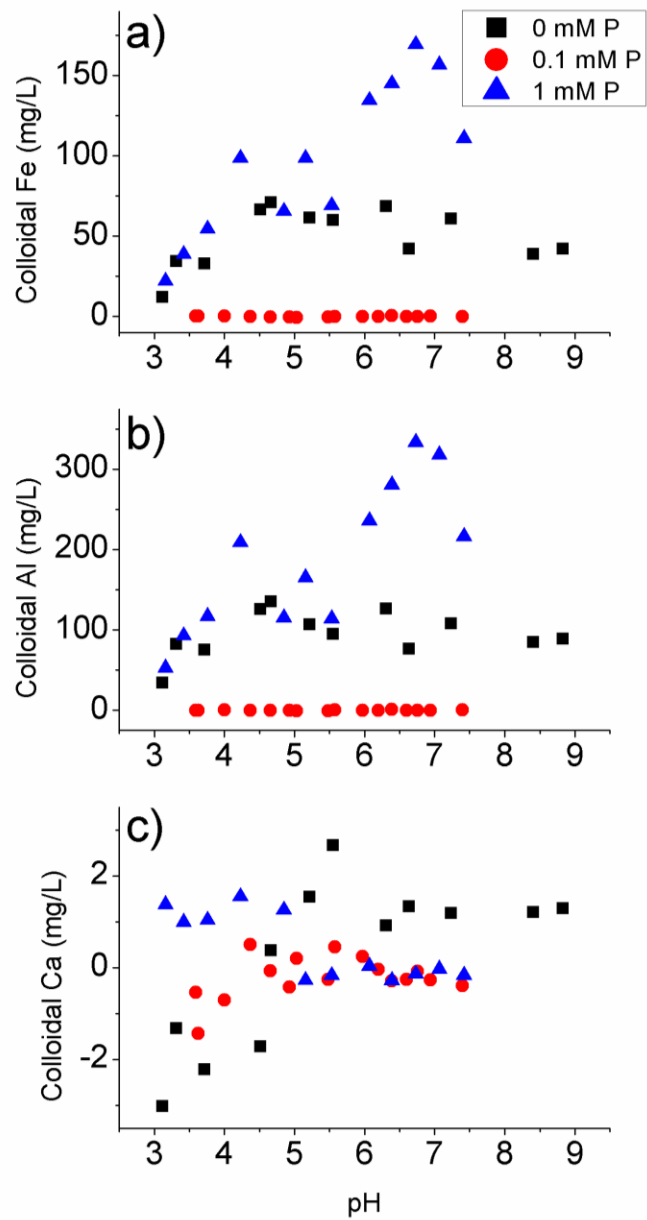 a)
0 mM P
0.1 mM P
1 mM P
150
100
50
0
Colloidal Fe (mg/L)
3 4 5 6 7 8 9
b)
300
200
100
0
Colloidal Al (mg/L)
3 4 5 6 7 8 9
c)
2
0
-2
Colloidal Ca (mg/L)
3 4 5 6 7 8 9
pH